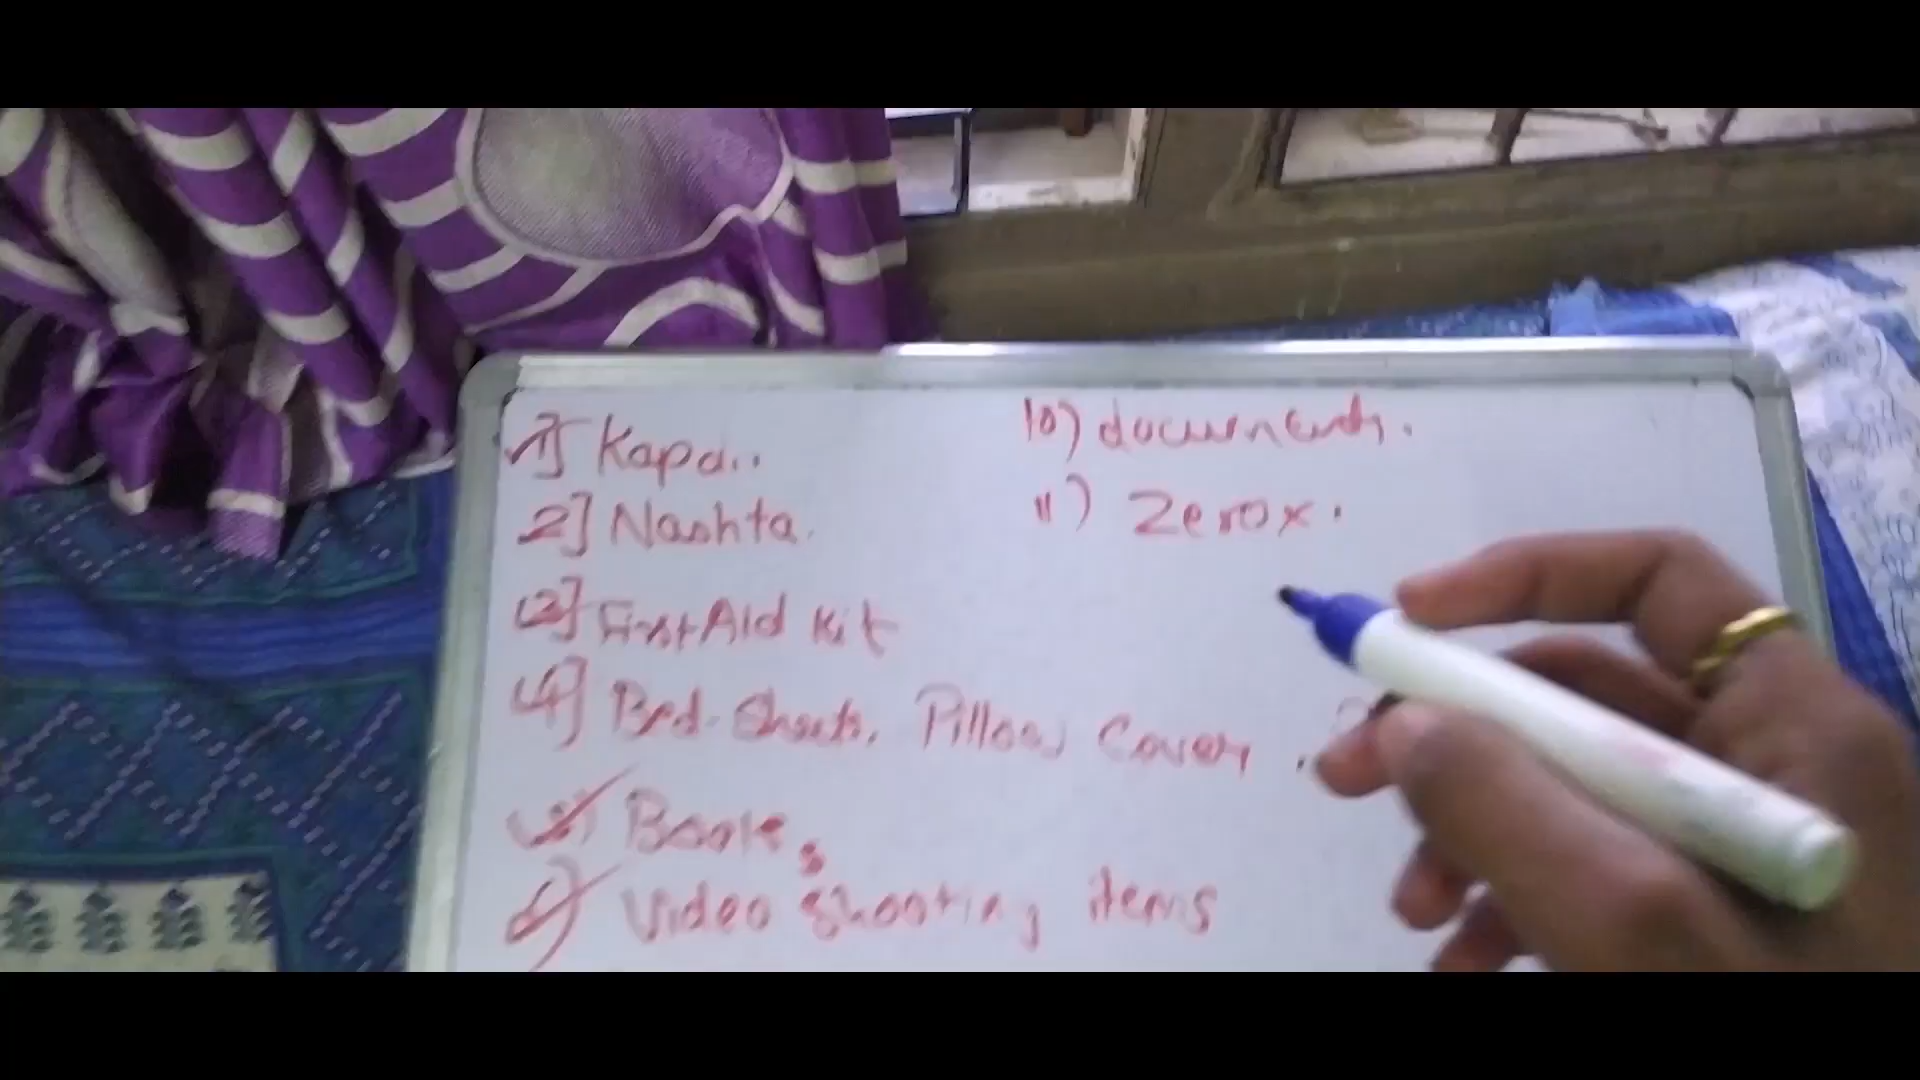 1] Kapa..
2] Nashta.
3] First Aid Kit
4] Bed-Sheets, Pillow Cover.
5) Books
6) Video shooting items
10) documents.
11) Zerox.